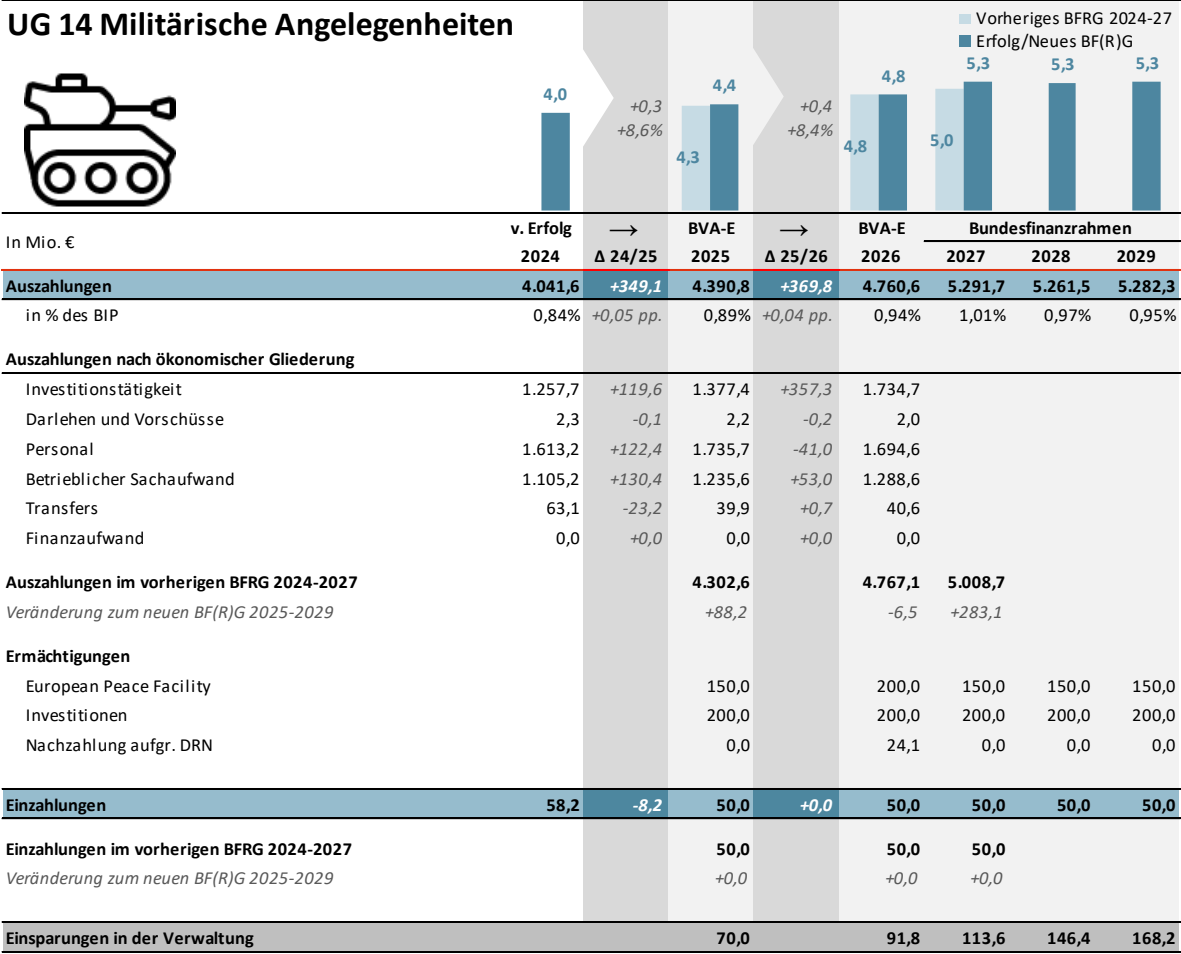 UG 14 Militärische Angelegenheiten
Vorheriges BFRG 2024-27
Erfolg/Neues BF(R)G
4,0
+0,3
+8,6%
4,3
4,4
+0,4
+8,4%
4,8
4,8
5,0
5,3
5,3
5,3
In Mio. € v. Erfolg → BVA-E → BVA-E Bundesfinanzrahmen
2024 Δ 24/25 2025 Δ 25/26 2026 2027 2028 2029
Auszahlungen 4.041,6 +349,1 4.390,8 +369,8 4.760,6 5.291,7 5.261,5 5.282,3
in % des BIP 0,84% +0,05 pp. 0,89% +0,04 pp. 0,94% 1,01% 0,97% 0,95%
Auszahlungen nach ökonomischer Gliederung
Investitionstätigkeit 1.257,7 +119,6 1.377,4 +357,3 1.734,7
Darlehen und Vorschüsse 2,3 -0,1 2,2 -0,2 2,0
Personal 1.613,2 +122,4 1.735,7 -41,0 1.694,6
Betrieblicher Sachaufwand 1.105,2 +130,4 1.235,6 +53,0 1.288,6
Transfers 63,1 -23,2 39,9 +0,7 40,6
Finanzaufwand 0,0 +0,0 0,0 +0,0 0,0
Auszahlungen im vorherigen BFRG 2024-2027 4.302,6 4.767,1 5.008,7
Veränderung zum neuen BF(R)G 2025-2029 +88,2 -6,5 +283,1
Ermächtigungen
European Peace Facility 150,0 200,0 150,0 150,0 150,0
Investitionen 200,0 200,0 200,0 200,0 200,0
Nachzahlung aufgr. DRN 0,0 24,1 0,0 0,0 0,0
Einzahlungen 58,2 -8,2 50,0 +0,0 50,0 50,0 50,0 50,0
Einzahlungen im vorherigen BFRG 2024-2027 50,0 50,0 50,0
Veränderung zum neuen BF(R)G 2025-2029 +0,0 +0,0 +0,0
Einsparungen in der Verwaltung 70,0 91,8 113,6 146,4 168,2